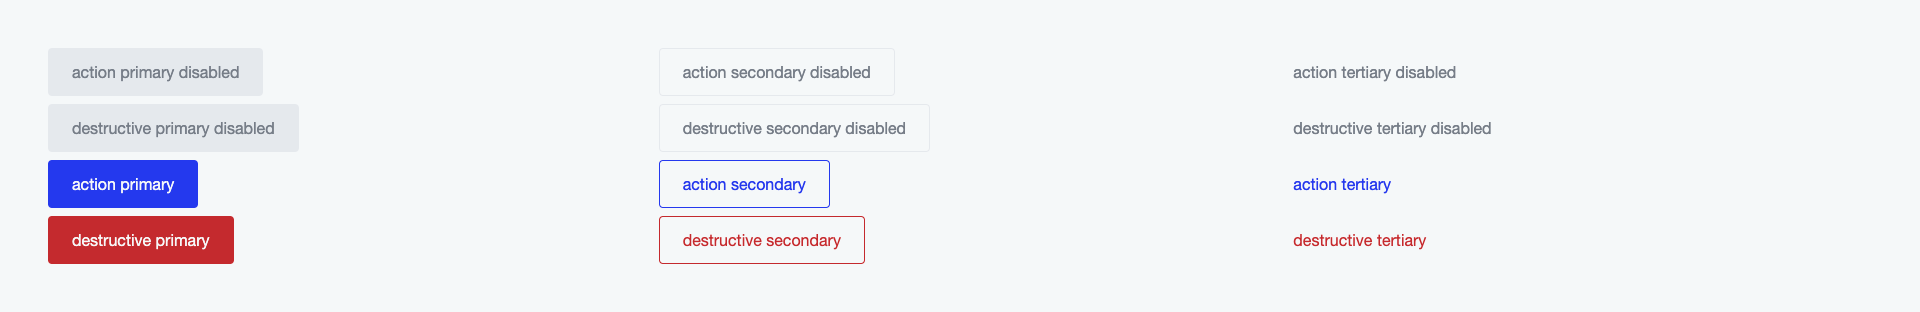 action primary disabled
action secondary disabled
action tertiary disabled
destructive primary disabled
destructive secondary disabled
destructive tertiary disabled
action primary
action secondary
action tertiary
destructive primary
destructive secondary
destructive tertiary